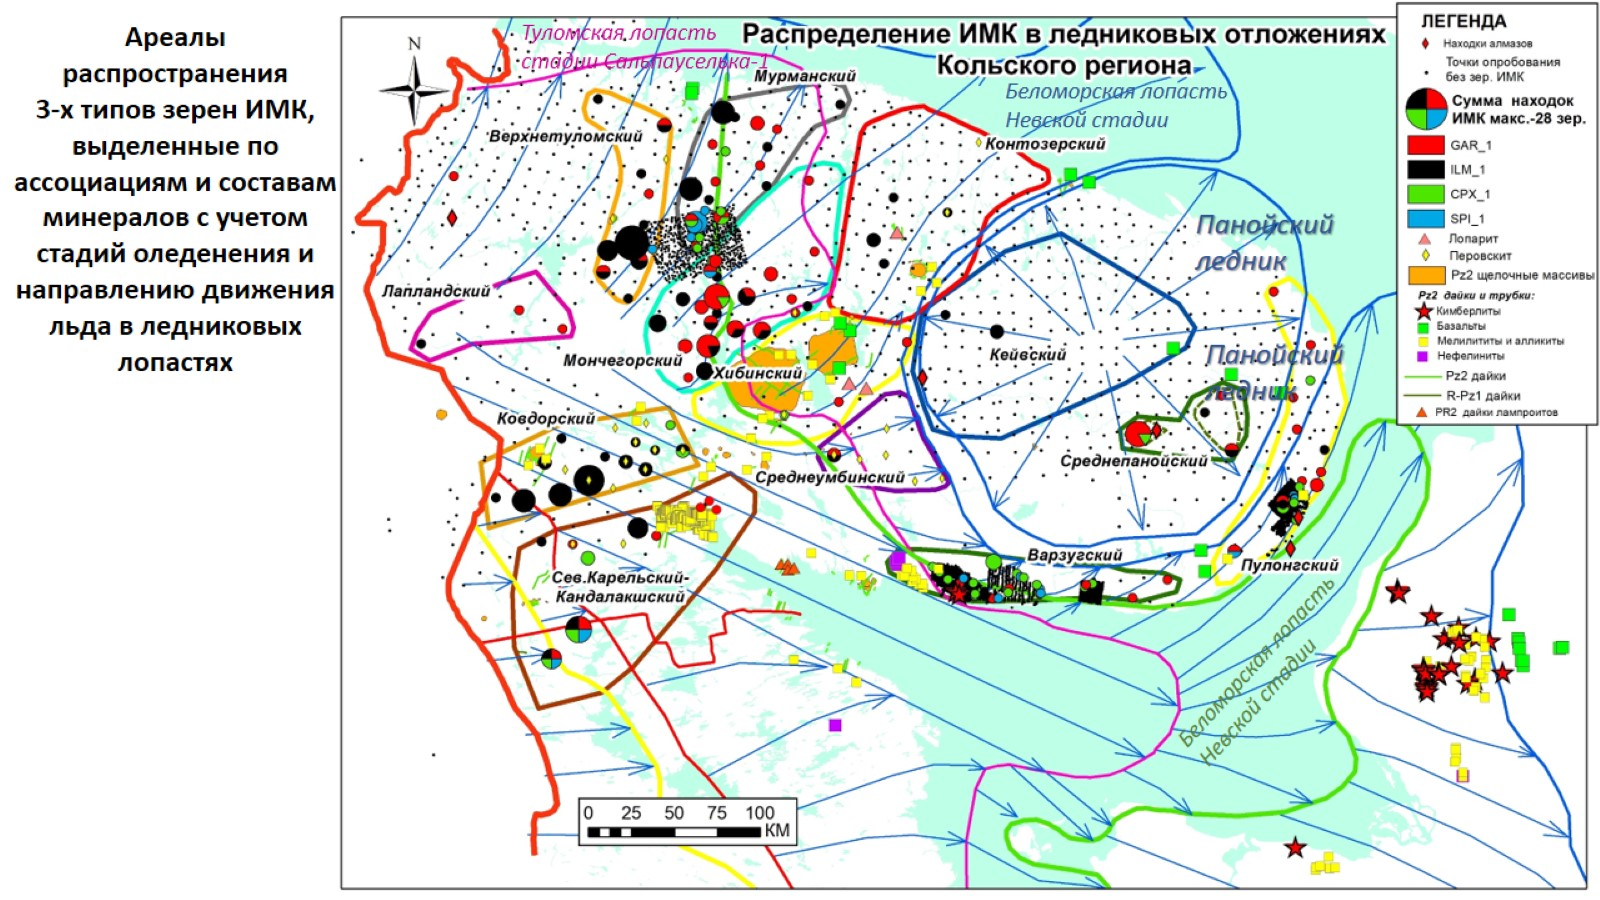 Ареалы
распространения
3-х типов зерен ИМК,
выделенные по
ассоциациям и составам
минералов с учетом
стадий оледенения и
направлению движения
льда в ледниковых
лопастях
Распределение ИМК в ледниковых отложениях
Кольского региона
N
Туломская лопасть
стадии Сальпауселькя-1
Мурманский
Беломорская лопасть
Невской стадии
Верхнетуломский
Контозерский
Панойский
ледник
Лапландский
Мончегорский
Хибинский
Кейвский
Панойский
ледник
Ковдорский
Среднеумбинский
Среднепанойский
Варзугский
Пулонгский
Сев.Карельский-
Кандалакшский
Беломорская лопасть
Невской стадии
0 25 50 75 100
КМ
ЛЕГЕНДА
Находки алмазов
Точки опробования
без зер. ИМК
Сумма находок
ИМК макс.-28 зер.
GAR_1
ILM_1
CPX_1
SPI_1
Лопарит
Перовскит
Pz2 щелочные массивы
Pz2 дайки и трубки:
Кимберлиты
Базальты
Мелилититы и алликиты
Нефелиниты
Pz2 дайки
R-Pz1 дайки
PR2 дайки лампроитов